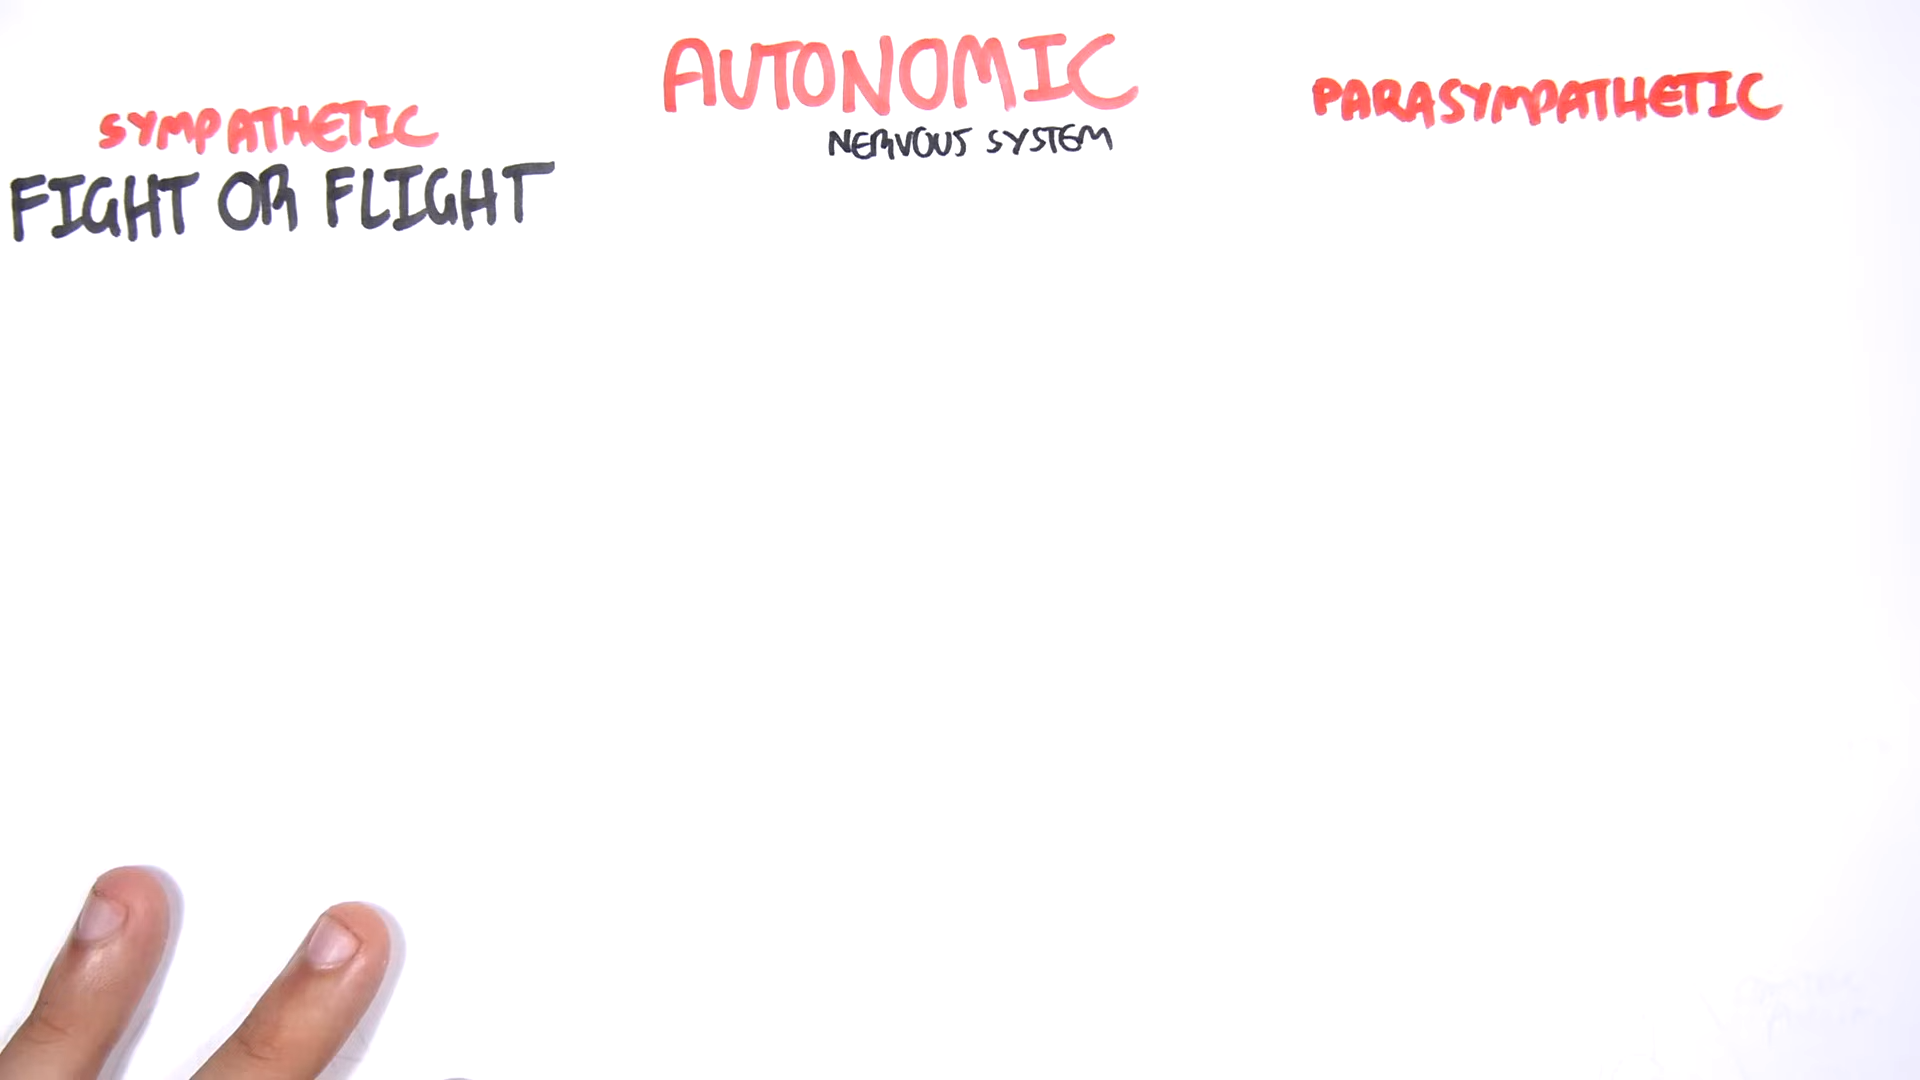 AUTONOMIC
NERVOUS SYSTEM
SYMPATHETIC
FIGHT OR FLIGHT
PARASYMPATHETIC